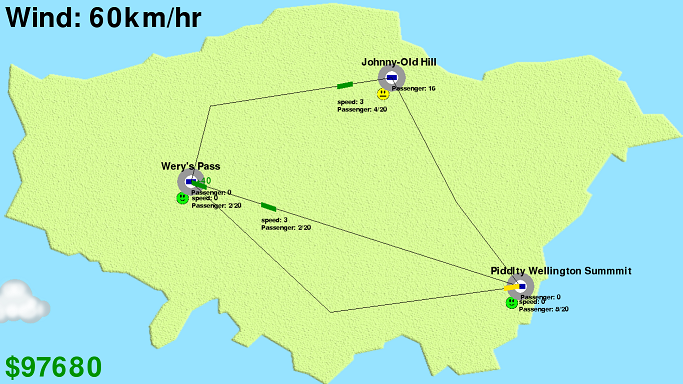 Wind: 60km/hr
Johnny-Old Hill
Passenger: 16
speed: 3
Passenger: 4/20
Wery's Pass
Passenger: 0
speed: 0
Passenger: 2/20
speed: 3
Passenger: 2/20
Piddlty Wellington Summmit
Passenger: 0
speed: 0
Passenger: 8/20
$97680